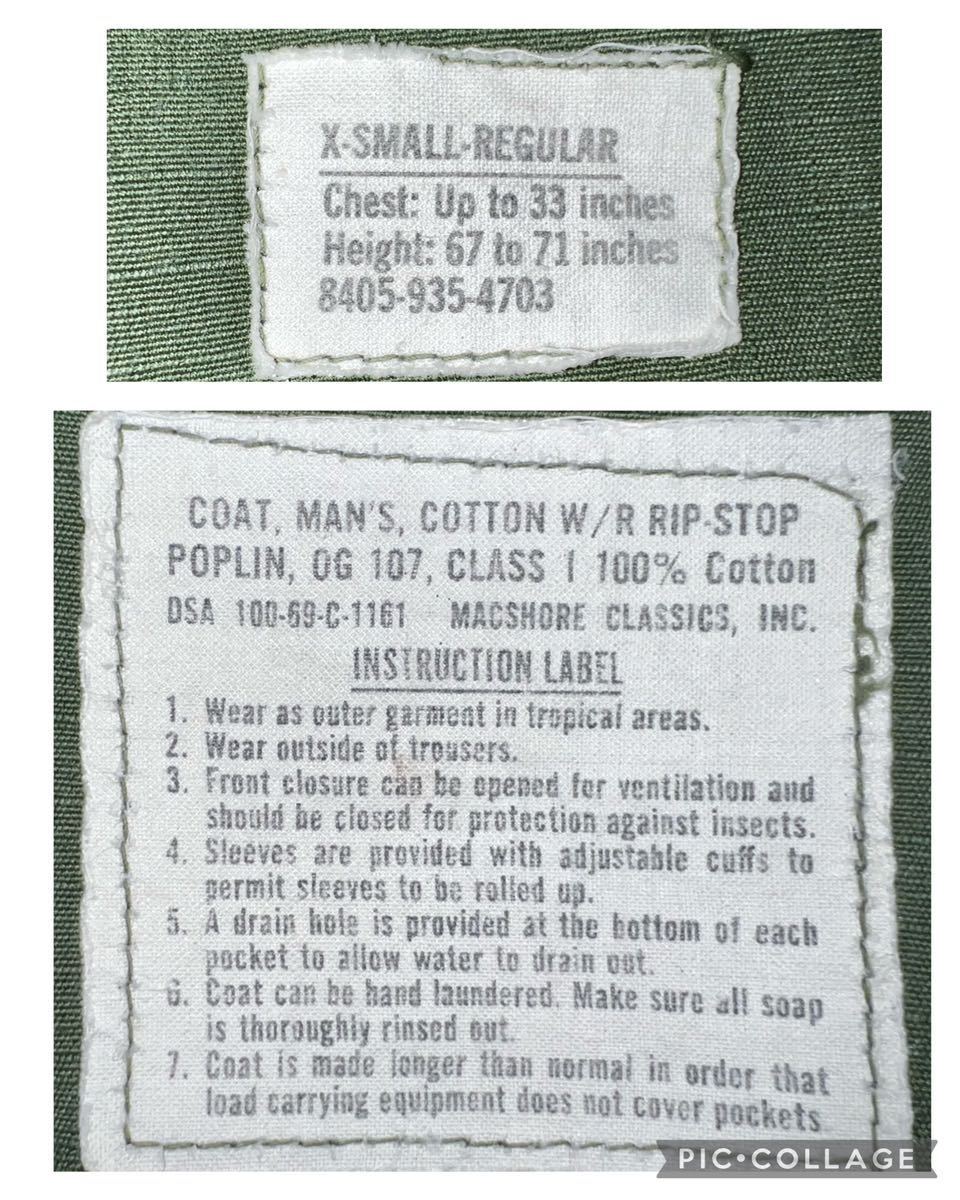 X-SMALL-REGULAR
Chest: Up to 33 inches
Height: 67 to 71 inches
8405-935-4703
COAT, MAN'S, COTTON W/R RIP-STOP
POPLIN, OG 107, CLASS 1 100% Cotton
DSA 100-69-C-1161 MACSHORE CLASSICS, INC.
INSTRUCTION LABEL
1. Wear as outer garment in tropical areas.
2. Wear outside of trousers.
3. Front closure can be opened for ventilation and
should be closed for protection against insects.
4. Sleeves are provided with adjustable cuffs to
permit sleeves to be rolled up.
5. A drain hole is provided at the bottom of each
pocket to allow water to drain out.
6. Coat can be hand laundered. Make sure all soap
is thoroughly rinsed out.
7. Coat is made longer than normal in order that
load carrying equipment does not cover pockets
PIC•COLLAGE